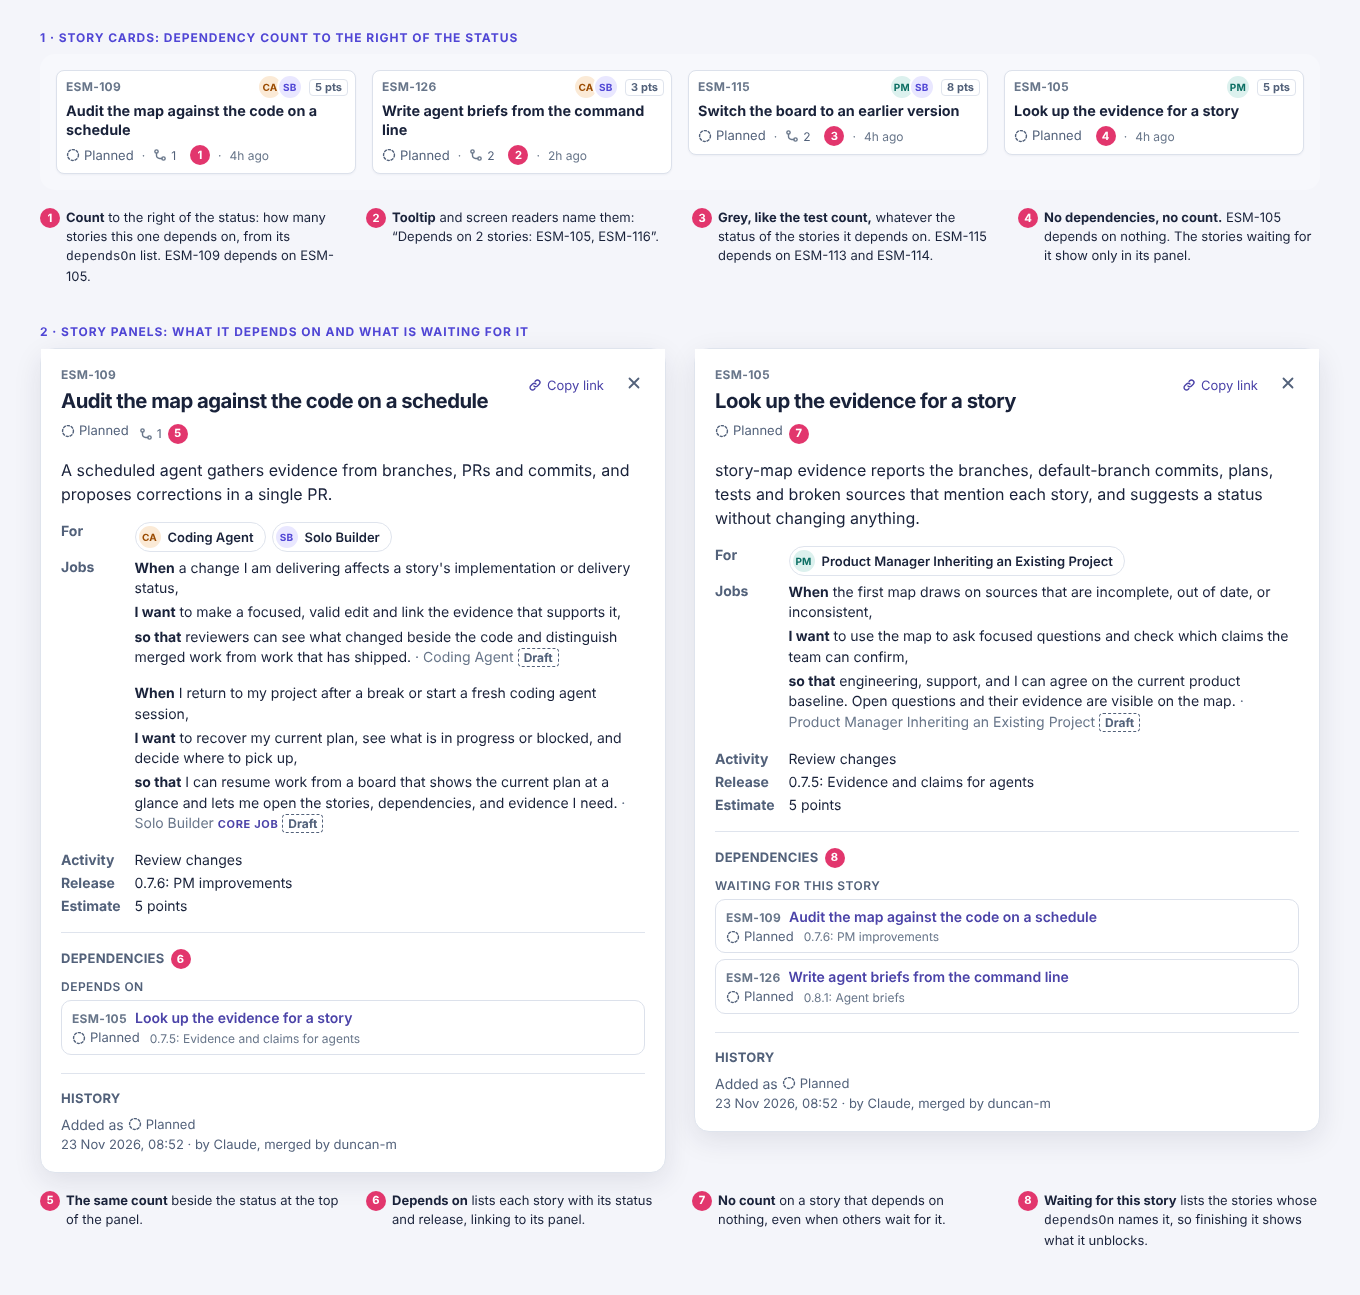 1 · STORY CARDS: DEPENDENCY COUNT TO THE RIGHT OF THE STATUS
ESM-109 CA SB 5 pts
Audit the map against the code on a
schedule
Planned · 1 1 · 4h ago
ESM-126 CA SB 3 pts
Write agent briefs from the command
line
Planned · 2 2 · 2h ago
ESM-115 PM SB 8 pts
Switch the board to an earlier version
Planned · 2 3 · 4h ago
ESM-105 PM 5 pts
Look up the evidence for a story
Planned 4 · 4h ago
1 Count to the right of the status: how many
stories this one depends on, from its
dependsOn list. ESM-109 depends on ESM-
105.
2 Tooltip and screen readers name them:
“Depends on 2 stories: ESM-105, ESM-116”.
3 Grey, like the test count, whatever the
status of the stories it depends on. ESM-115
depends on ESM-113 and ESM-114.
4 No dependencies, no count. ESM-105
depends on nothing. The stories waiting for
it show only in its panel.
2 · STORY PANELS: WHAT IT DEPENDS ON AND WHAT IS WAITING FOR IT
ESM-109
Copy link
Audit the map against the code on a schedule
Planned 1 5
A scheduled agent gathers evidence from branches, PRs and commits, and
proposes corrections in a single PR.
For CA Coding Agent SB Solo Builder
Jobs When a change I am delivering affects a story's implementation or delivery
status,
I want to make a focused, valid edit and link the evidence that supports it,
so that reviewers can see what changed beside the code and distinguish
merged work from work that has shipped. · Coding Agent Draft
When I return to my project after a break or start a fresh coding agent
session,
I want to recover my current plan, see what is in progress or blocked, and
decide where to pick up,
so that I can resume work from a board that shows the current plan at a
glance and lets me open the stories, dependencies, and evidence I need. ·
Solo Builder CORE JOB Draft
Activity Review changes
Release 0.7.6: PM improvements
Estimate 5 points
DEPENDENCIES 6
DEPENDS ON
ESM-105 Look up the evidence for a story
Planned 0.7.5: Evidence and claims for agents
HISTORY
Added as Planned
23 Nov 2026, 08:52 · by Claude, merged by duncan-m
ESM-105
Copy link
Look up the evidence for a story
Planned 7
story-map evidence reports the branches, default-branch commits, plans,
tests and broken sources that mention each story, and suggests a status
without changing anything.
For PM Product Manager Inheriting an Existing Project
Jobs When the first map draws on sources that are incomplete, out of date, or
inconsistent,
I want to use the map to ask focused questions and check which claims the
team can confirm,
so that engineering, support, and I can agree on the current product
baseline. Open questions and their evidence are visible on the map. ·
Product Manager Inheriting an Existing Project Draft
Activity Review changes
Release 0.7.5: Evidence and claims for agents
Estimate 5 points
DEPENDENCIES 8
WAITING FOR THIS STORY
ESM-109 Audit the map against the code on a schedule
Planned 0.7.6: PM improvements
ESM-126 Write agent briefs from the command line
Planned 0.8.1: Agent briefs
HISTORY
Added as Planned
23 Nov 2026, 08:52 · by Claude, merged by duncan-m
5 The same count beside the status at the top
of the panel.
6 Depends on lists each story with its status
and release, linking to its panel.
7 No count on a story that depends on
nothing, even when others wait for it.
8 Waiting for this story lists the stories whose
dependsOn names it, so finishing it shows
what it unblocks.